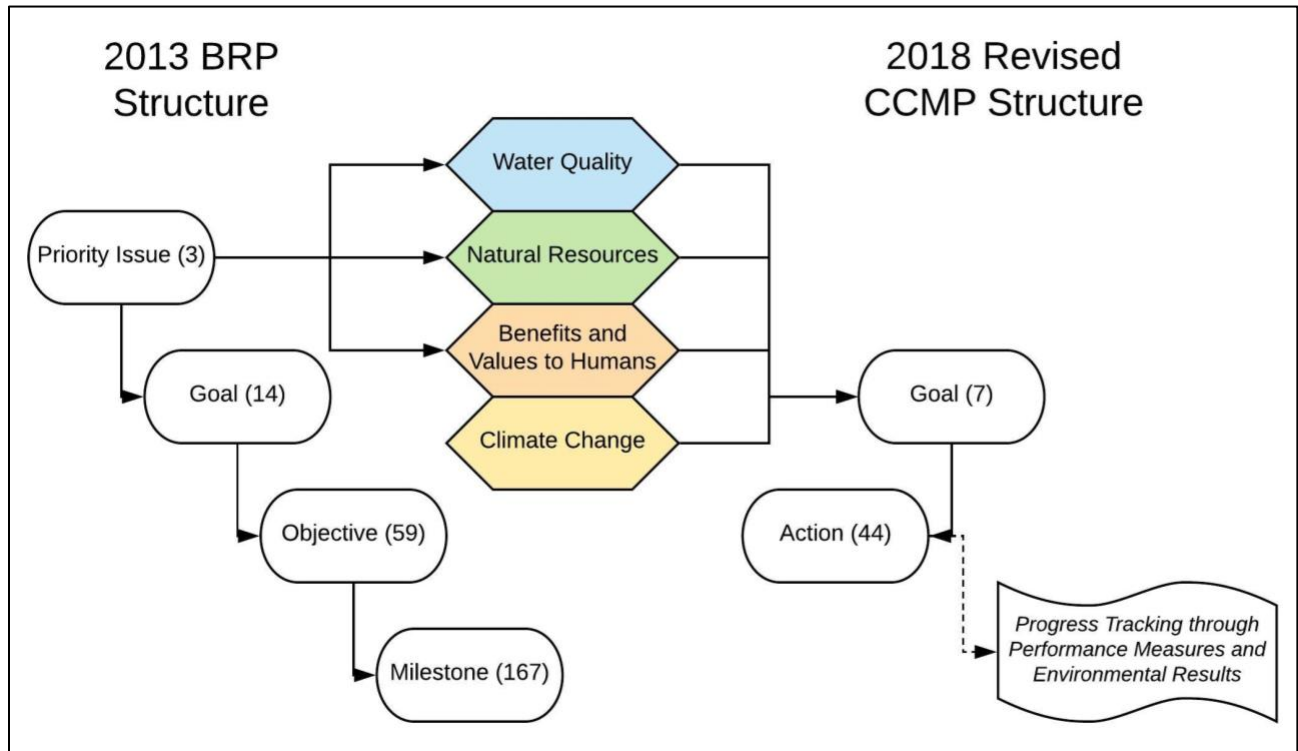 2013 BRP
Structure
2018 Revised
CCMP Structure
Water Quality
Priority Issue (3)
Natural Resources
Benefits and
Values to Humans
Goal (14)
Goal (7)
Climate Change
Objective (59)
Action (44)
Milestone (167)
Progress Tracking through
Performance Measures and
Environmental Results